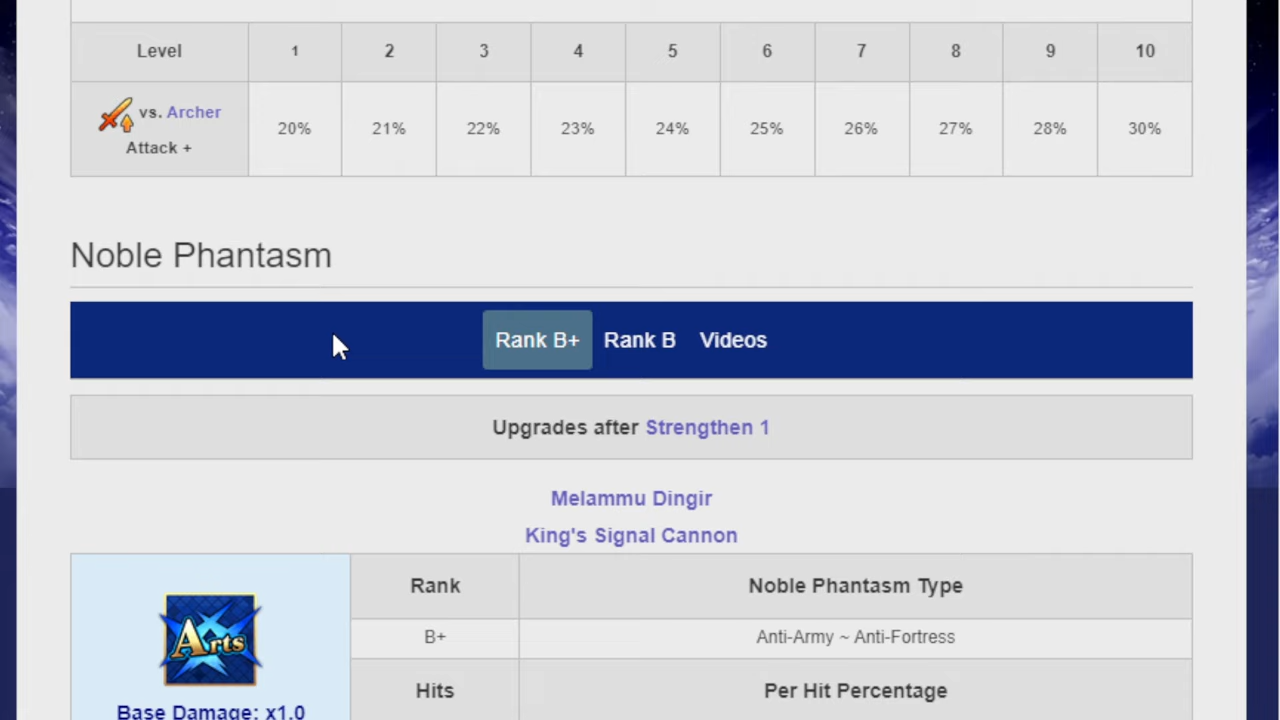 Level 1 2 3 4 5 6 7 8 9 10
vs. Archer
Attack +
20% 21% 22% 23% 24% 25% 26% 27% 28% 30%
Noble Phantasm
Rank B+ Rank B Videos
Upgrades after Strengthen 1
Melammu Dingir
King's Signal Cannon
Rank Noble Phantasm Type
Arts
B+ Anti-Army ~ Anti-Fortress
Hits Per Hit Percentage
Base Damage: x1.0